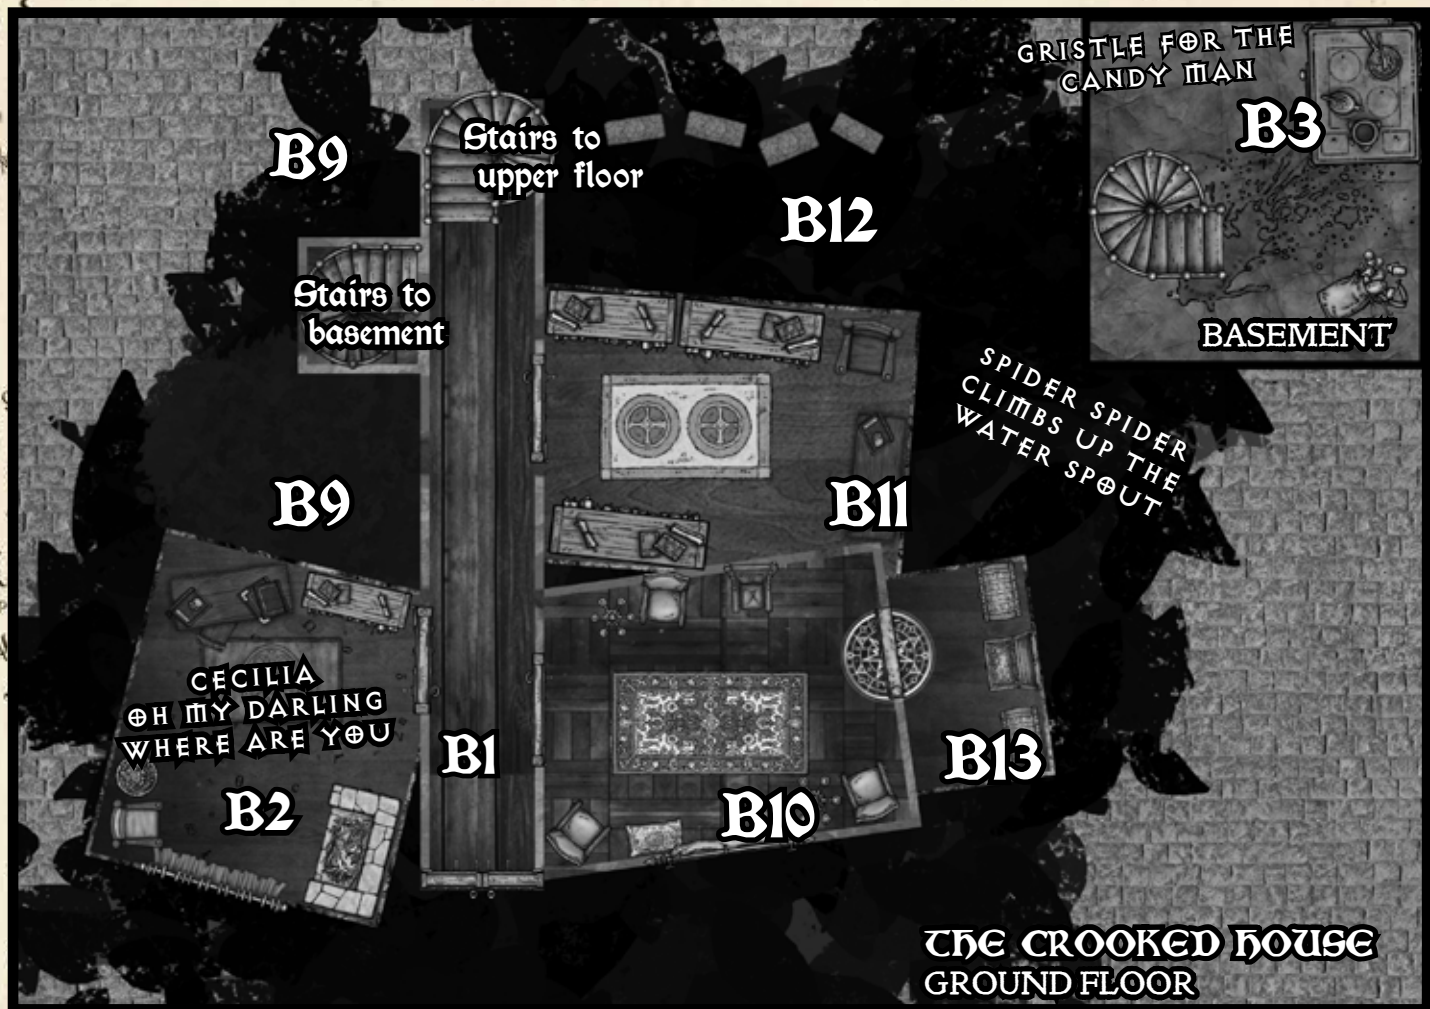 GRISTLE FOR THE
CANDY MAN
B3
BASEMENT
B9
Stairs to
upper floor
B12
Stairs to
basement
SPIDER SPIDER
CLIMBS UP THE
WATER SPOUT
B9
B11
CECILIA
OH MY DARLING
WHERE ARE YOU
B2
B1
B10
B13
THE CROOKED HOUSE
GROUND FLOOR